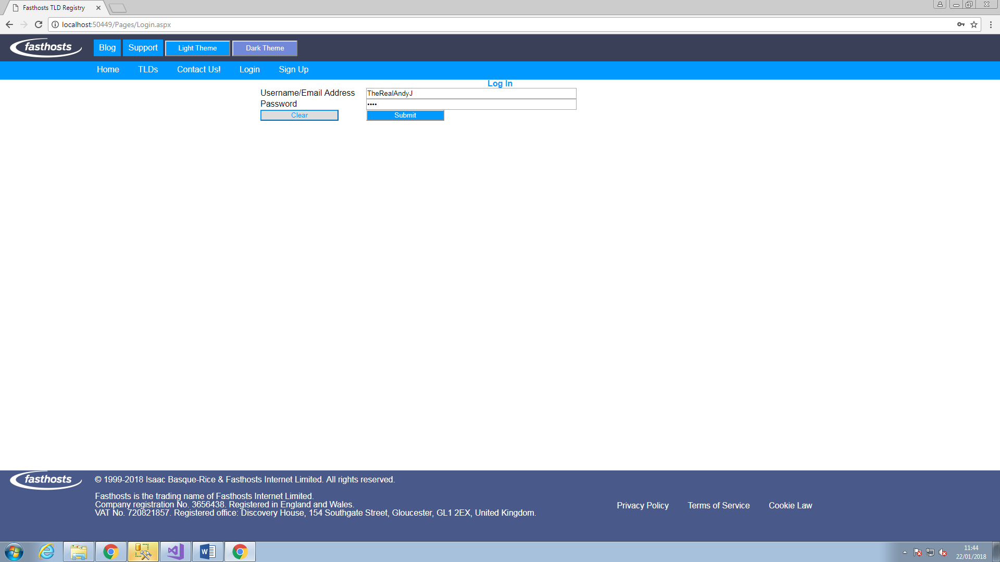 Fasthosts TLD Registry
localhost:50449/Pages/Login.aspx
fasthosts
Blog Support Light Theme Dark Theme
Home TLDs Contact Us! Login Sign Up
Log In
Username/Email Address TheRealAndyJ
Password ••••
Clear Submit
fasthosts
© 1999-2018 Isaac Basque-Rice & Fasthosts Internet Limited. All rights reserved.
Fasthosts is the trading name of Fasthosts Internet Limited.
Company registration No. 3656438. Registered in England and Wales.
VAT No. 720821857. Registered office: Discovery House, 154 Southgate Street, Gloucester, GL1 2EX, United Kingdom.
Privacy Policy Terms of Service Cookie Law
11:44
22/01/2018